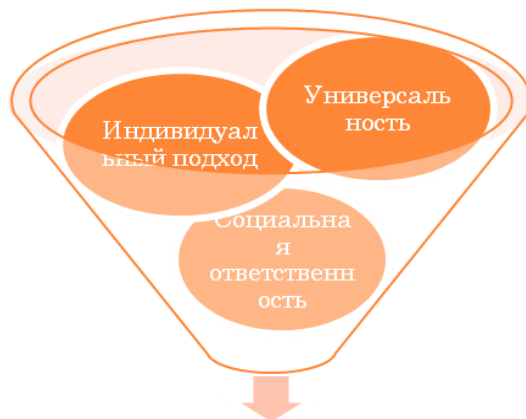 Универсаль
ность
Индивидуал
ьный подход
Социальна
я
ответственн
ость